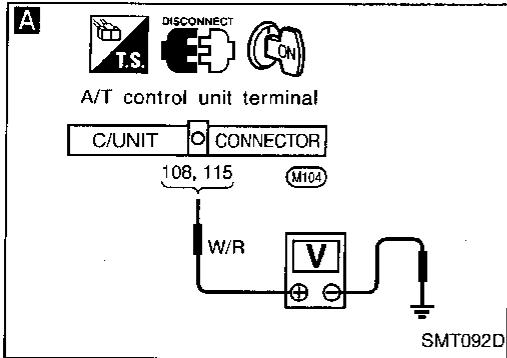 A
DISCONNECT
T.S.
ON
A/T control unit terminal
C/UNIT
CONNECTOR
108, 115
M104
W/R
V
SMT092D